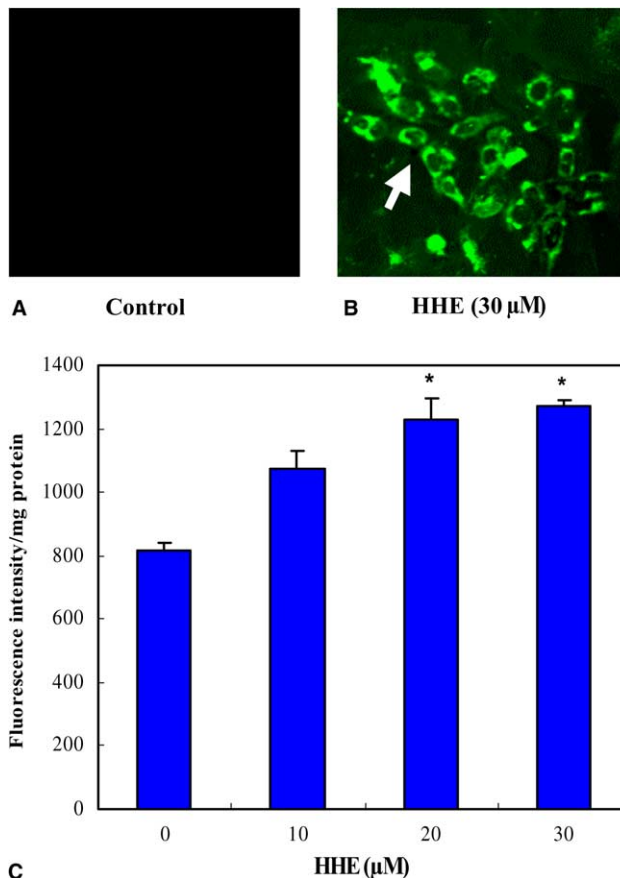 A Control
B HHE (30 µM)
Fluorescence intensity/mg protein
1400
1200
1000
800
600
400
200
0
* *
0 10 20 30
HHE (µM)
C